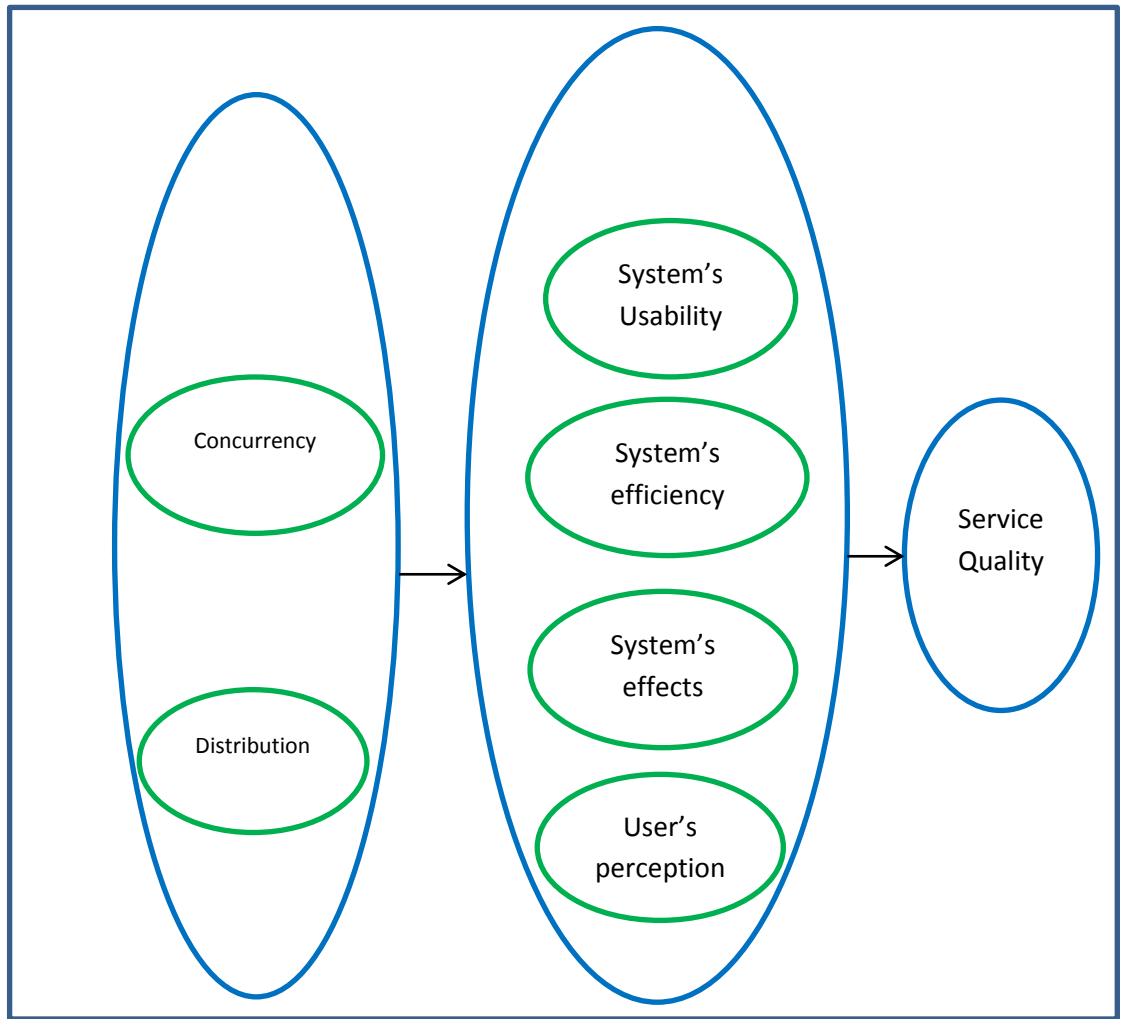 Concurrency
Distribution
System’s
Usability
System’s
efficiency
System’s
effects
User’s
perception
Service
Quality